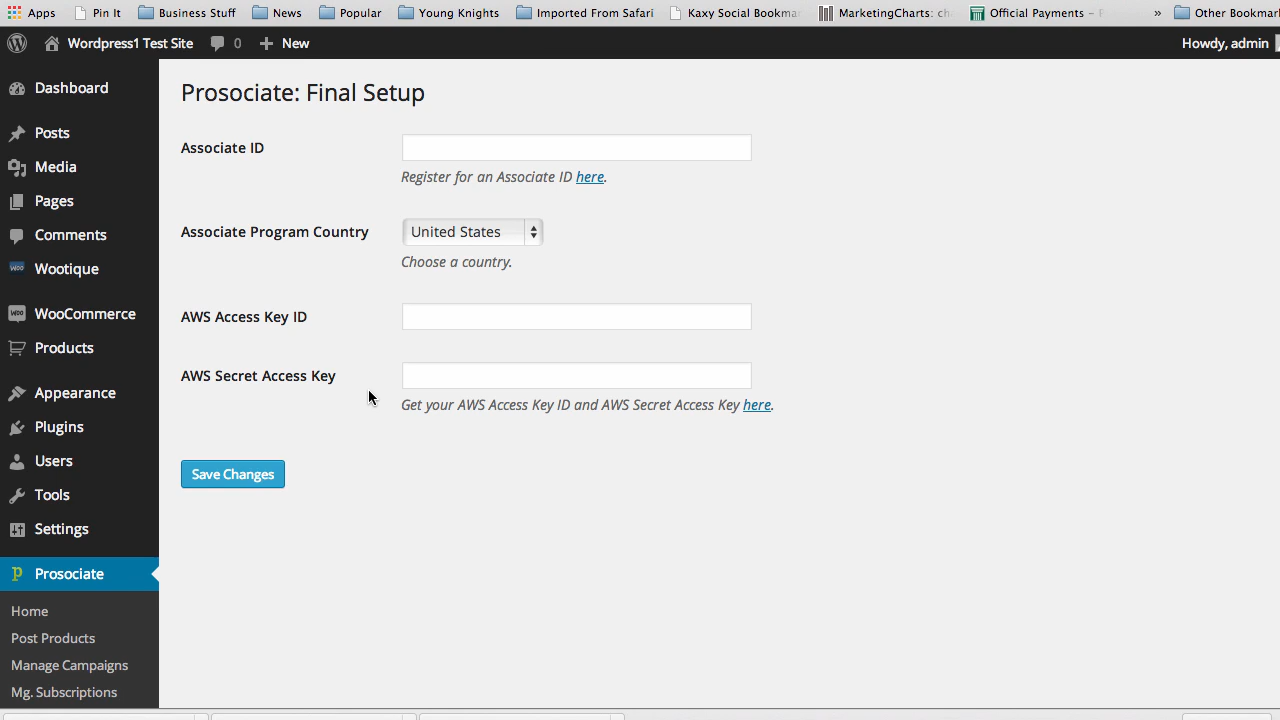 Apps Pin It Business Stuff News Popular Young Knights Imported From Safari Kaxy Social Bookma MarketingCharts: ch Official Payments – » Other Bookmar
Wordpress1 Test Site 0 New Howdy, admin
Dashboard
Posts
Media
Pages
Comments
Wootique
WooCommerce
Products
Appearance
Plugins
Users
Tools
Settings
Prosociate
Home
Post Products
Manage Campaigns
Mg. Subscriptions
Prosociate: Final Setup
Associate ID
Register for an Associate ID here.
Associate Program Country United States
Choose a country.
AWS Access Key ID
AWS Secret Access Key
Get your AWS Access Key ID and AWS Secret Access Key here.
Save Changes